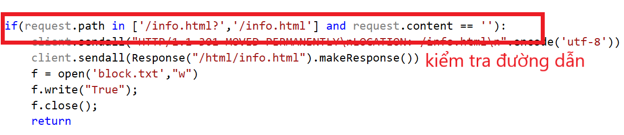 if(request.path in ['/info.html?','/info.html'] and request.content == ''):
client.sendall("HTTP/1.1 301 MOVED PERMANENTLY\nLOCATION: /info.html\n".encode('utf-8'))
client.sendall(Response("/html/info.html").makeResponse())
kiểm tra đường dẫn
f = open('block.txt',"w")
f.write("True");
f.close();
return